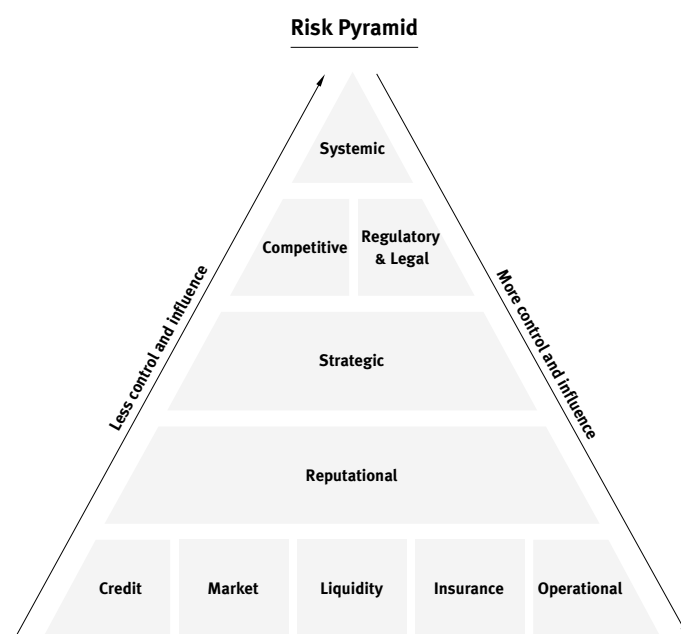 Risk Pyramid
Systemic
Competitive
Regulatory
& Legal
Less control and influence
More control and influence
Strategic
Reputational
Credit
Market
Liquidity
Insurance
Operational